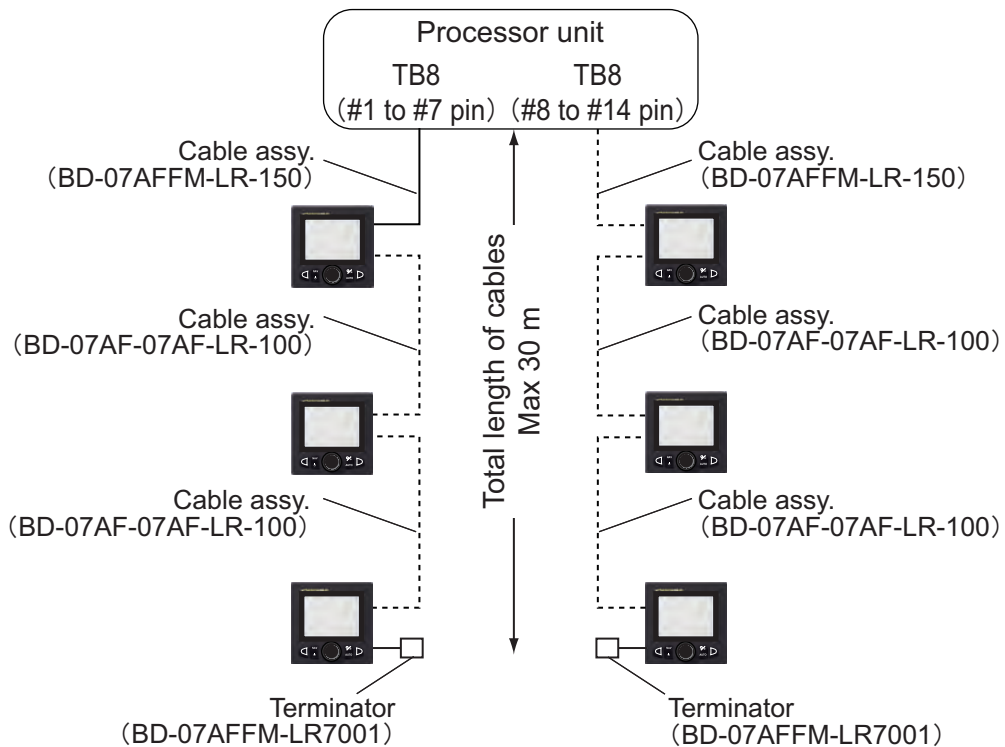 Processor unit
TB8
(#1 to #7 pin)
TB8
(#8 to #14 pin)
Cable assy.
(BD-07AFFM-LR-150)
Cable assy.
(BD-07AFFM-LR-150)
Cable assy.
(BD-07AF-07AF-LR-100)
Total length of cables
Max 30 m
Cable assy.
(BD-07AF-07AF-LR-100)
Cable assy.
(BD-07AF-07AF-LR-100)
Cable assy.
(BD-07AF-07AF-LR-100)
Terminator
(BD-07AFFM-LR7001)
Terminator
(BD-07AFFM-LR7001)